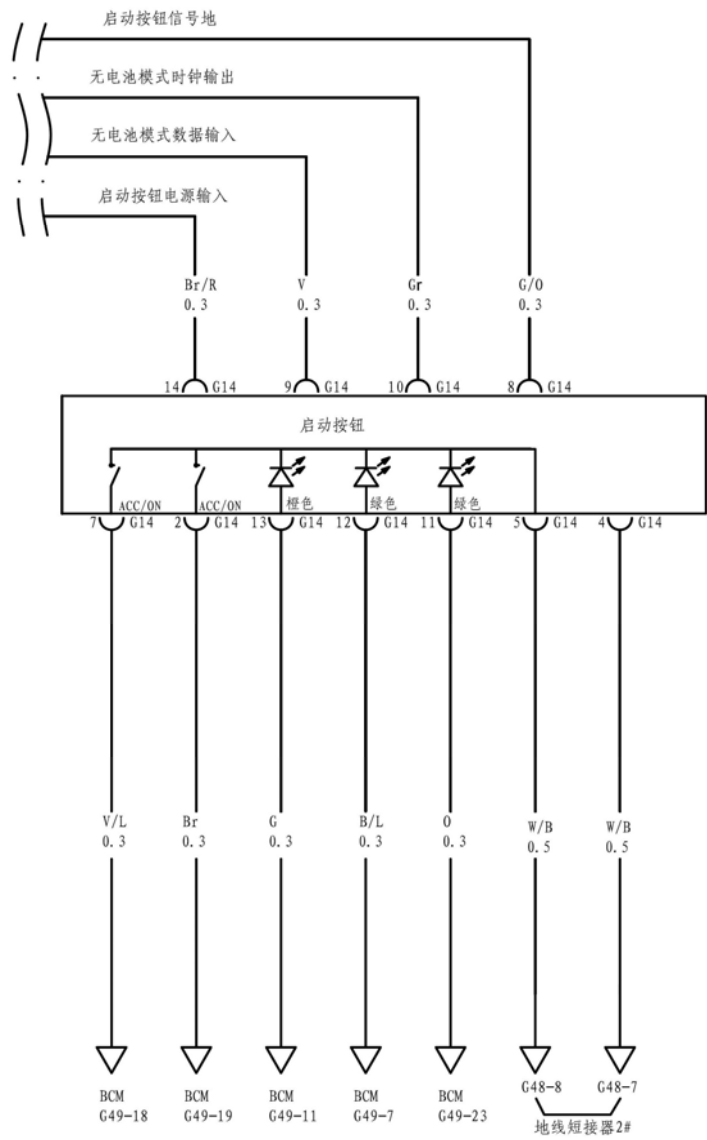 启动按钮信号地
无电池模式时钟输出
无电池模式数据输入
启动按钮电源输入
Br/R V Gr G/O
0.3 0.3 0.3 0.3
14 G14 9 G14 10 G14 8 G14
启动按钮
ACC/ON ACC/ON 橙色 绿色 绿色
7 G14 2 G14 13 G14 12 G14 11 G14 5 G14 4 G14
V/L Br G B/L O W/B W/B
0.3 0.3 0.3 0.3 0.3 0.5 0.5
G48-8 G48-7
BCM BCM BCM BCM BCM
G49-18 G49-19 G49-11 G49-7 G49-23
地线短接器2#